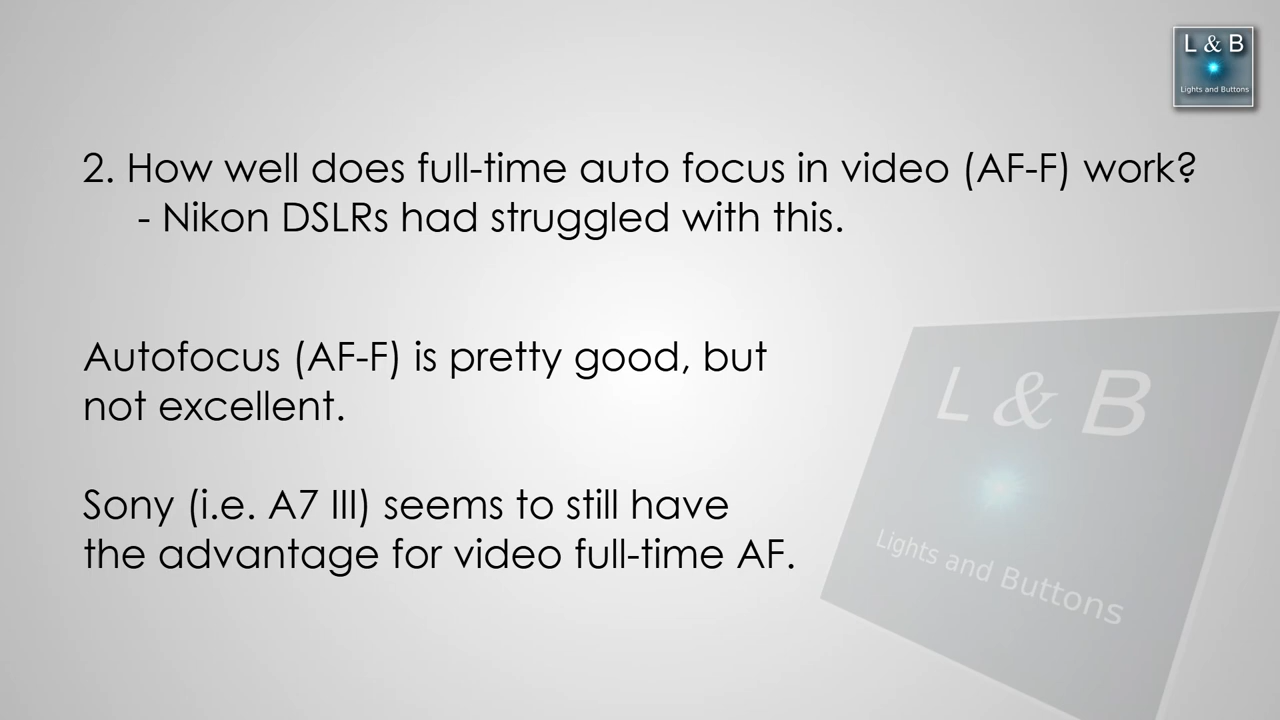 L & B
Lights and Buttons
2. How well does full-time auto focus in video (AF-F) work?
- Nikon DSLRs had struggled with this.
Autofocus (AF-F) is pretty good, but
not excellent.
Sony (i.e. A7 III) seems to still have
the advantage for video full-time AF.
L & B
Lights and Buttons